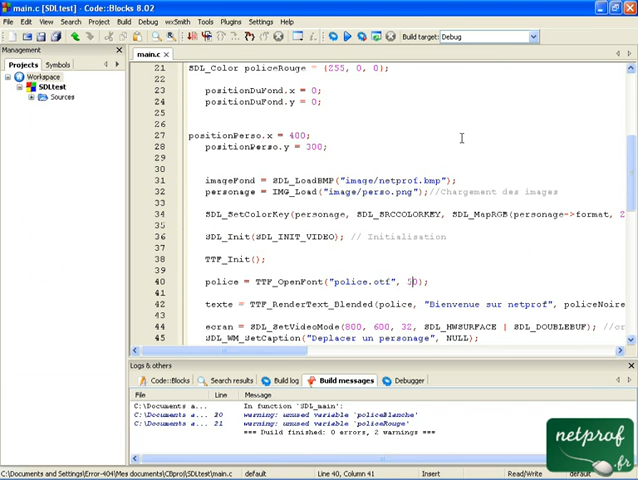 main.c [SDLtest] - Code::Blocks 8.02
File Edit View Search Project Build Debug wxSmith Tools Plugins Settings Help
Build target: Debug
Management
Projects Symbols
Workspace
SDLtest
Sources
main.c
21 SDL_Color policeRouge = {255, 0, 0};
22
23 positionDuFond.x = 0;
24 positionDuFond.y = 0;
25
26
27 positionPerso.x = 400;
28 positionPerso.y = 300;
29
30
31 imageFond = SDL_LoadBMP("image/netprof.bmp");
32 personage = IMG_Load("image/perso.png");//Chargement des images
33
34 SDL_SetColorKey(personage, SDL_SRCCOLORKEY, SDL_MapRGB(personage->format, 2
35
36 SDL_Init(SDL_INIT_VIDEO); // Initialisation
37
38 TTF_Init();
39
40 police = TTF_OpenFont("police.otf", 50);
41
42 texte = TTF_RenderText_Blended(police, "Bienvenue sur netprof", policeNoire
43
44 ecran = SDL_SetVideoMode(800, 600, 32, SDL_HWSURFACE | SDL_DOUBLEBUF); //cr
45 SDL_WM_SetCaption("Deplacer un personage", NULL);
Logs & others
Code::Blocks Search results Build log Build messages Debugger
File Line Message
C:\Documents a... In function `SDL_main':
C:\Documents a... 20 warning: unused variable `policeBlanche'
C:\Documents a... 21 warning: unused variable `policeRouge'
=== Build finished: 0 errors, 2 warnings ===
netprof
.fr
C:\Documents and Settings\Error-404\Mes documents\CBproj\SDLtest\main.c default Line 40, Column 41 Insert Read/Write default